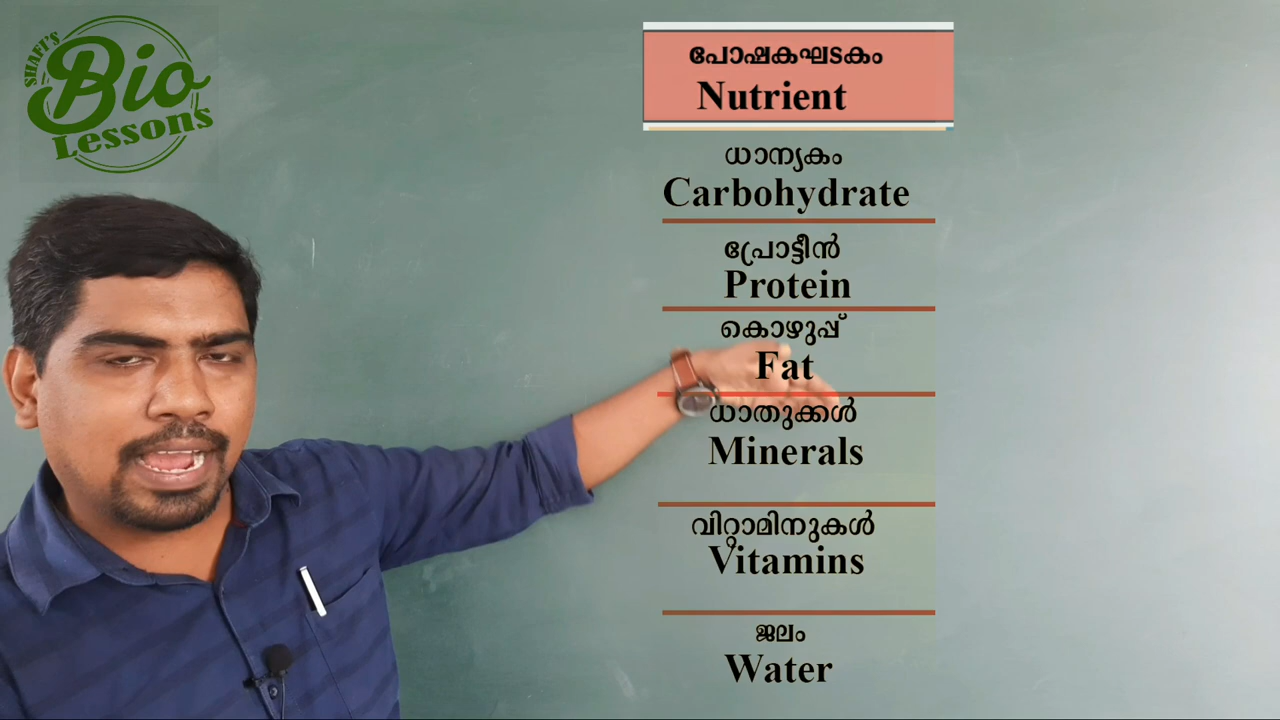 SHAFI'S
Bio
Lessons
പോഷകഘടകം
Nutrient
ധാന്യകം
Carbohydrate
പ്രോട്ടീൻ
Protein
കൊഴുപ്പ്
Fat
ധാതുക്കൾ
Minerals
വിറ്റാമിനുകൾ
Vitamins
ജലം
Water